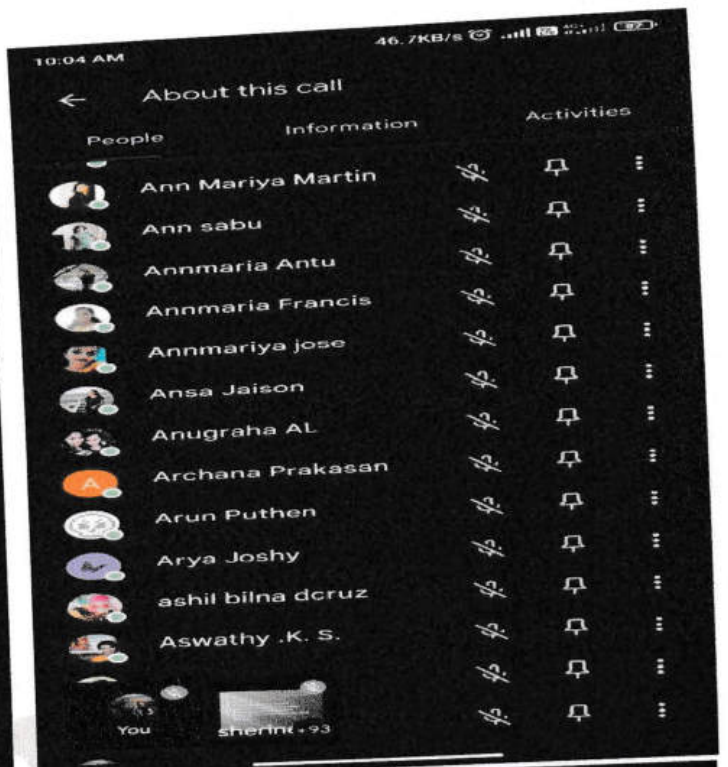 10:04 AM 46.7KB/s 87
About this call
People Information Activities
Ann Mariya Martin
Ann sabu
Annmaria Antu
Annmaria Francis
Annmariya jose
Ansa Jaison
Anugraha AL
A Archana Prakasan
Arun Puthen
Arya Joshy
ashil bilna dcruz
Aswathy .K. S.
You +93